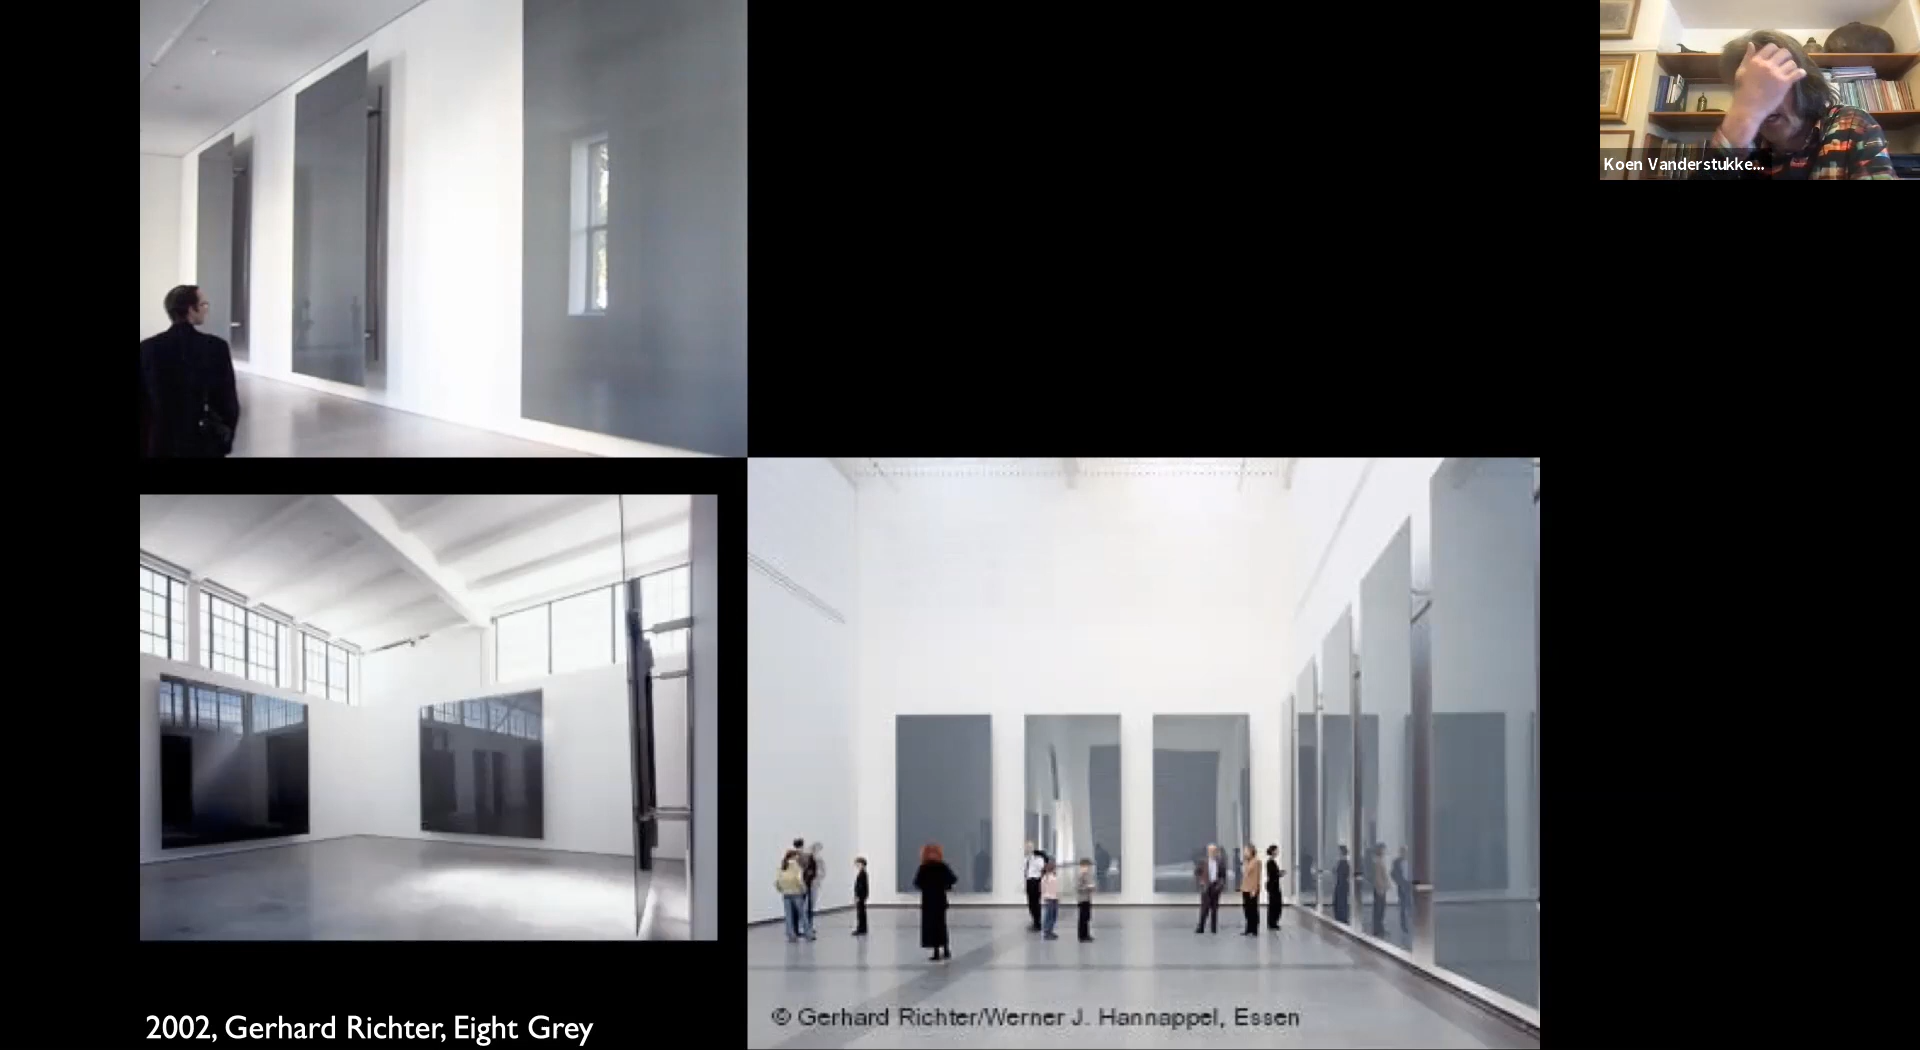 Koen Vanderstukke...
© Gerhard Richter/Werner J. Hannappel, Essen
2002, Gerhard Richter, Eight Grey